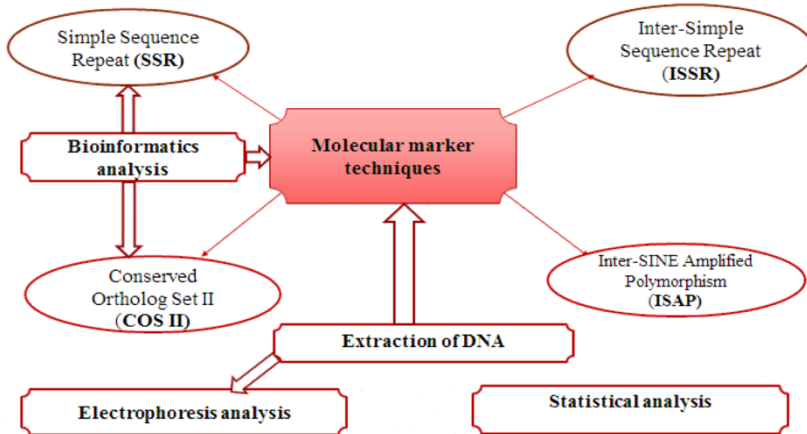 Simple Sequence
Repeat (SSR)
Inter-Simple
Sequence Repeat
(ISSR)
Bioinformatics
analysis
Molecular marker
techniques
Conserved
Ortholog Set II
(COS II)
Inter-SINE Amplified
Polymorphism
(ISAP)
Extraction of DNA
Electrophoresis analysis
Statistical analysis